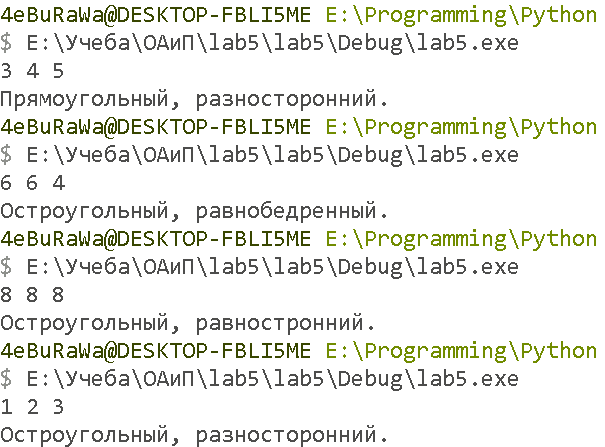 4eBuRaWa@DESKTOP-FBLI5ME E:\Programming\Python
$ E:\Учеба\ОАиП\lab5\lab5\Debug\lab5.exe
3 4 5
Прямоугольный, разносторонний.
4eBuRaWa@DESKTOP-FBLI5ME E:\Programming\Python
$ E:\Учеба\ОАиП\lab5\lab5\Debug\lab5.exe
6 6 4
Остроугольный, равнобедренный.
4eBuRaWa@DESKTOP-FBLI5ME E:\Programming\Python
$ E:\Учеба\ОАиП\lab5\lab5\Debug\lab5.exe
8 8 8
Остроугольный, равностронний.
4eBuRaWa@DESKTOP-FBLI5ME E:\Programming\Python
$ E:\Учеба\ОАиП\lab5\lab5\Debug\lab5.exe
1 2 3
Остроугольный, разносторонний.